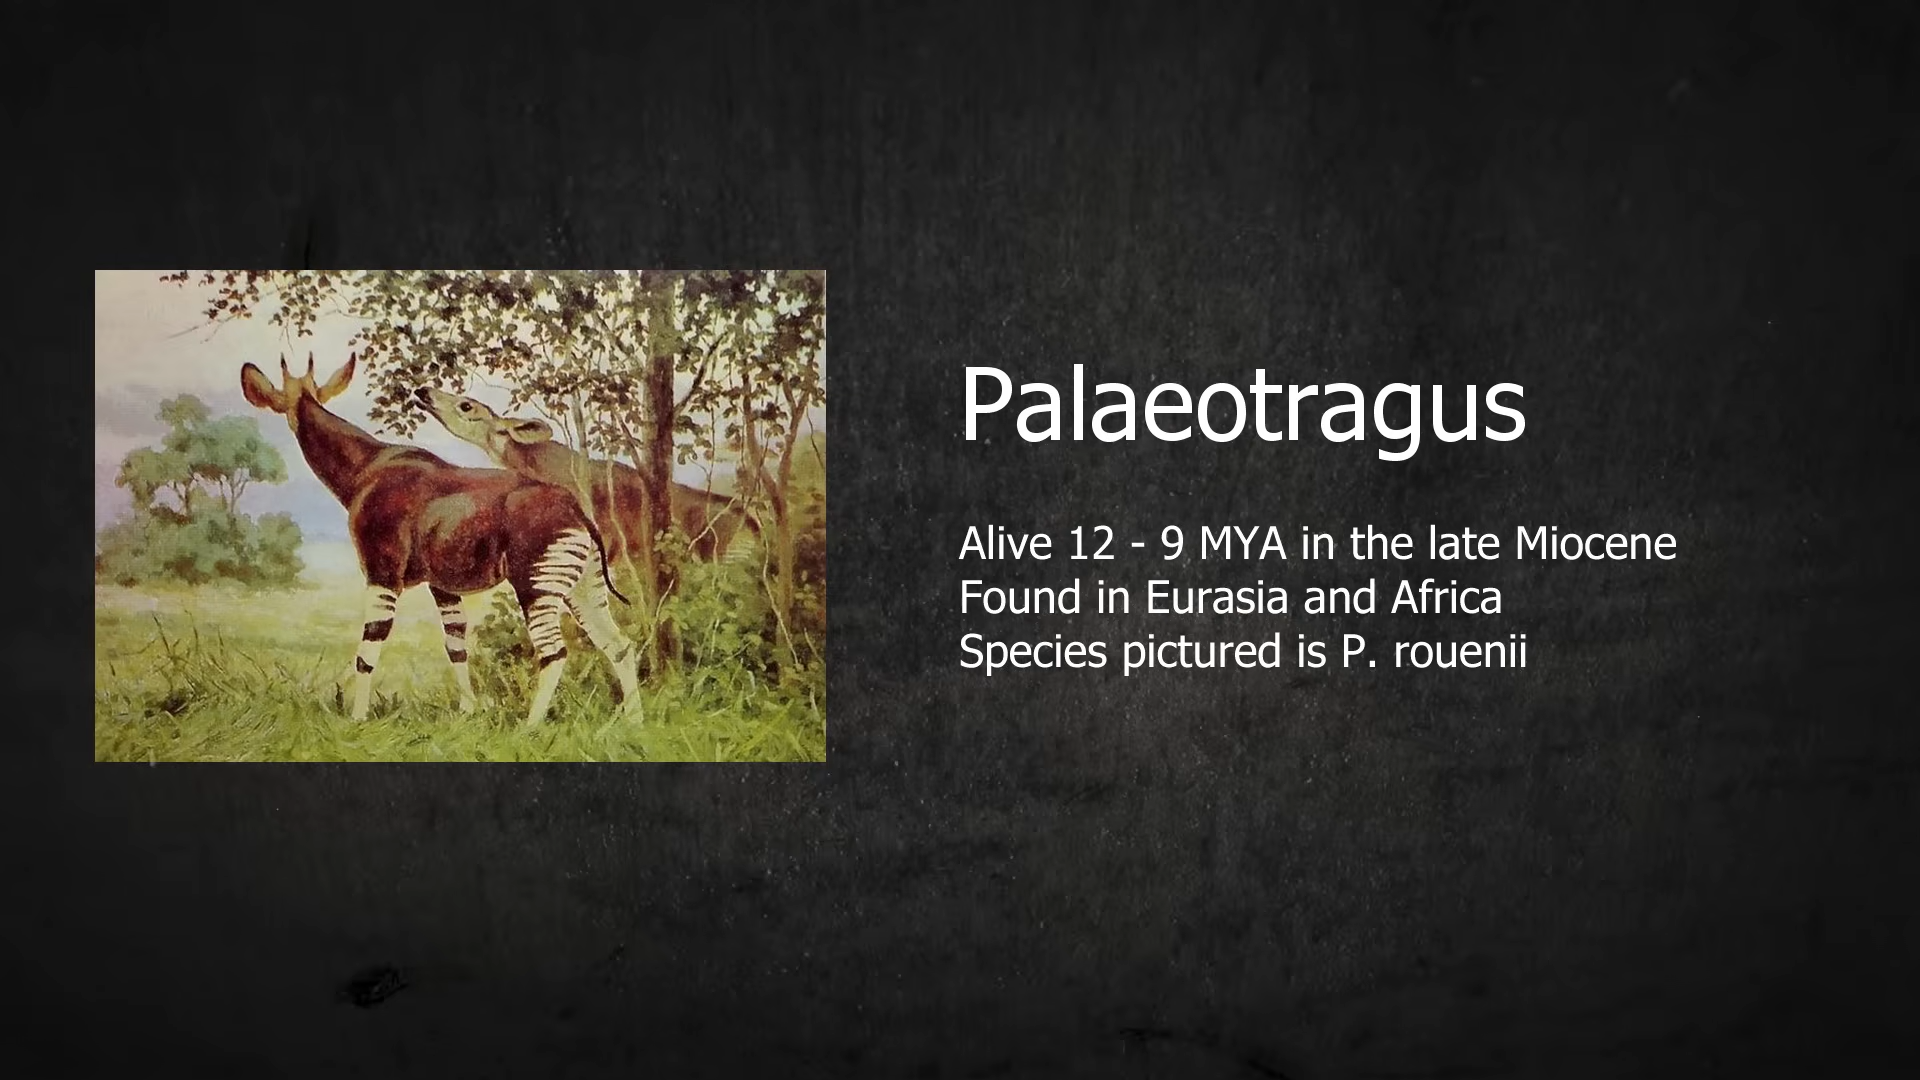 Palaeotragus
Alive 12 - 9 MYA in the late Miocene
Found in Eurasia and Africa
Species pictured is P. rouenii